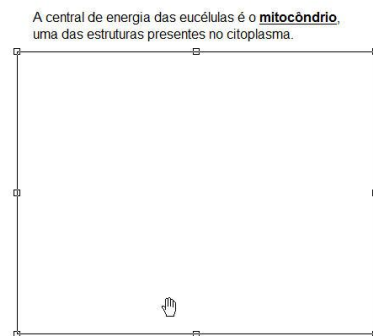 A central de energia das eucélulas é o mitocôndrio,
uma das estruturas presentes no citoplasma.